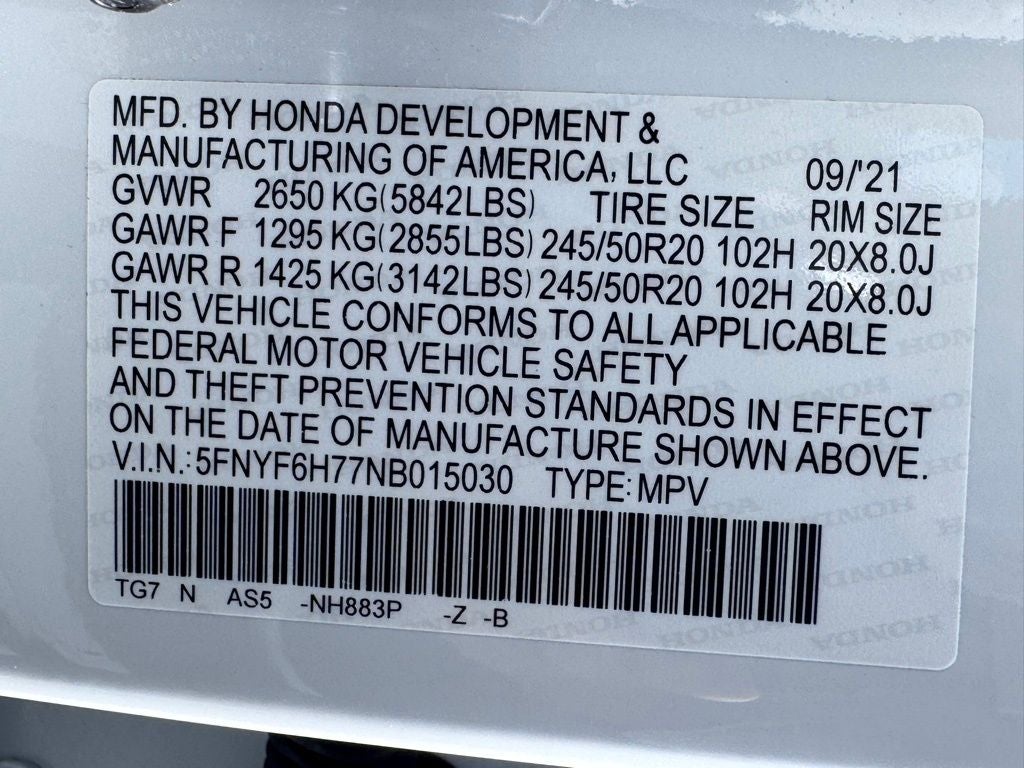 MFD. BY HONDA DEVELOPMENT &
MANUFACTURING OF AMERICA, LLC 09/'21
GVWR 2650 KG(5842LBS) TIRE SIZE RIM SIZE
GAWR F 1295 KG(2855LBS) 245/50R20 102H 20X8.0J
GAWR R 1425 KG(3142LBS) 245/50R20 102H 20X8.0J
THIS VEHICLE CONFORMS TO ALL APPLICABLE
FEDERAL MOTOR VEHICLE SAFETY
AND THEFT PREVENTION STANDARDS IN EFFECT
ON THE DATE OF MANUFACTURE SHOWN ABOVE.
V.I.N.: 5FNYF6H77NB015030 TYPE: MPV
TG7 N AS5 -NH883P -Z -B